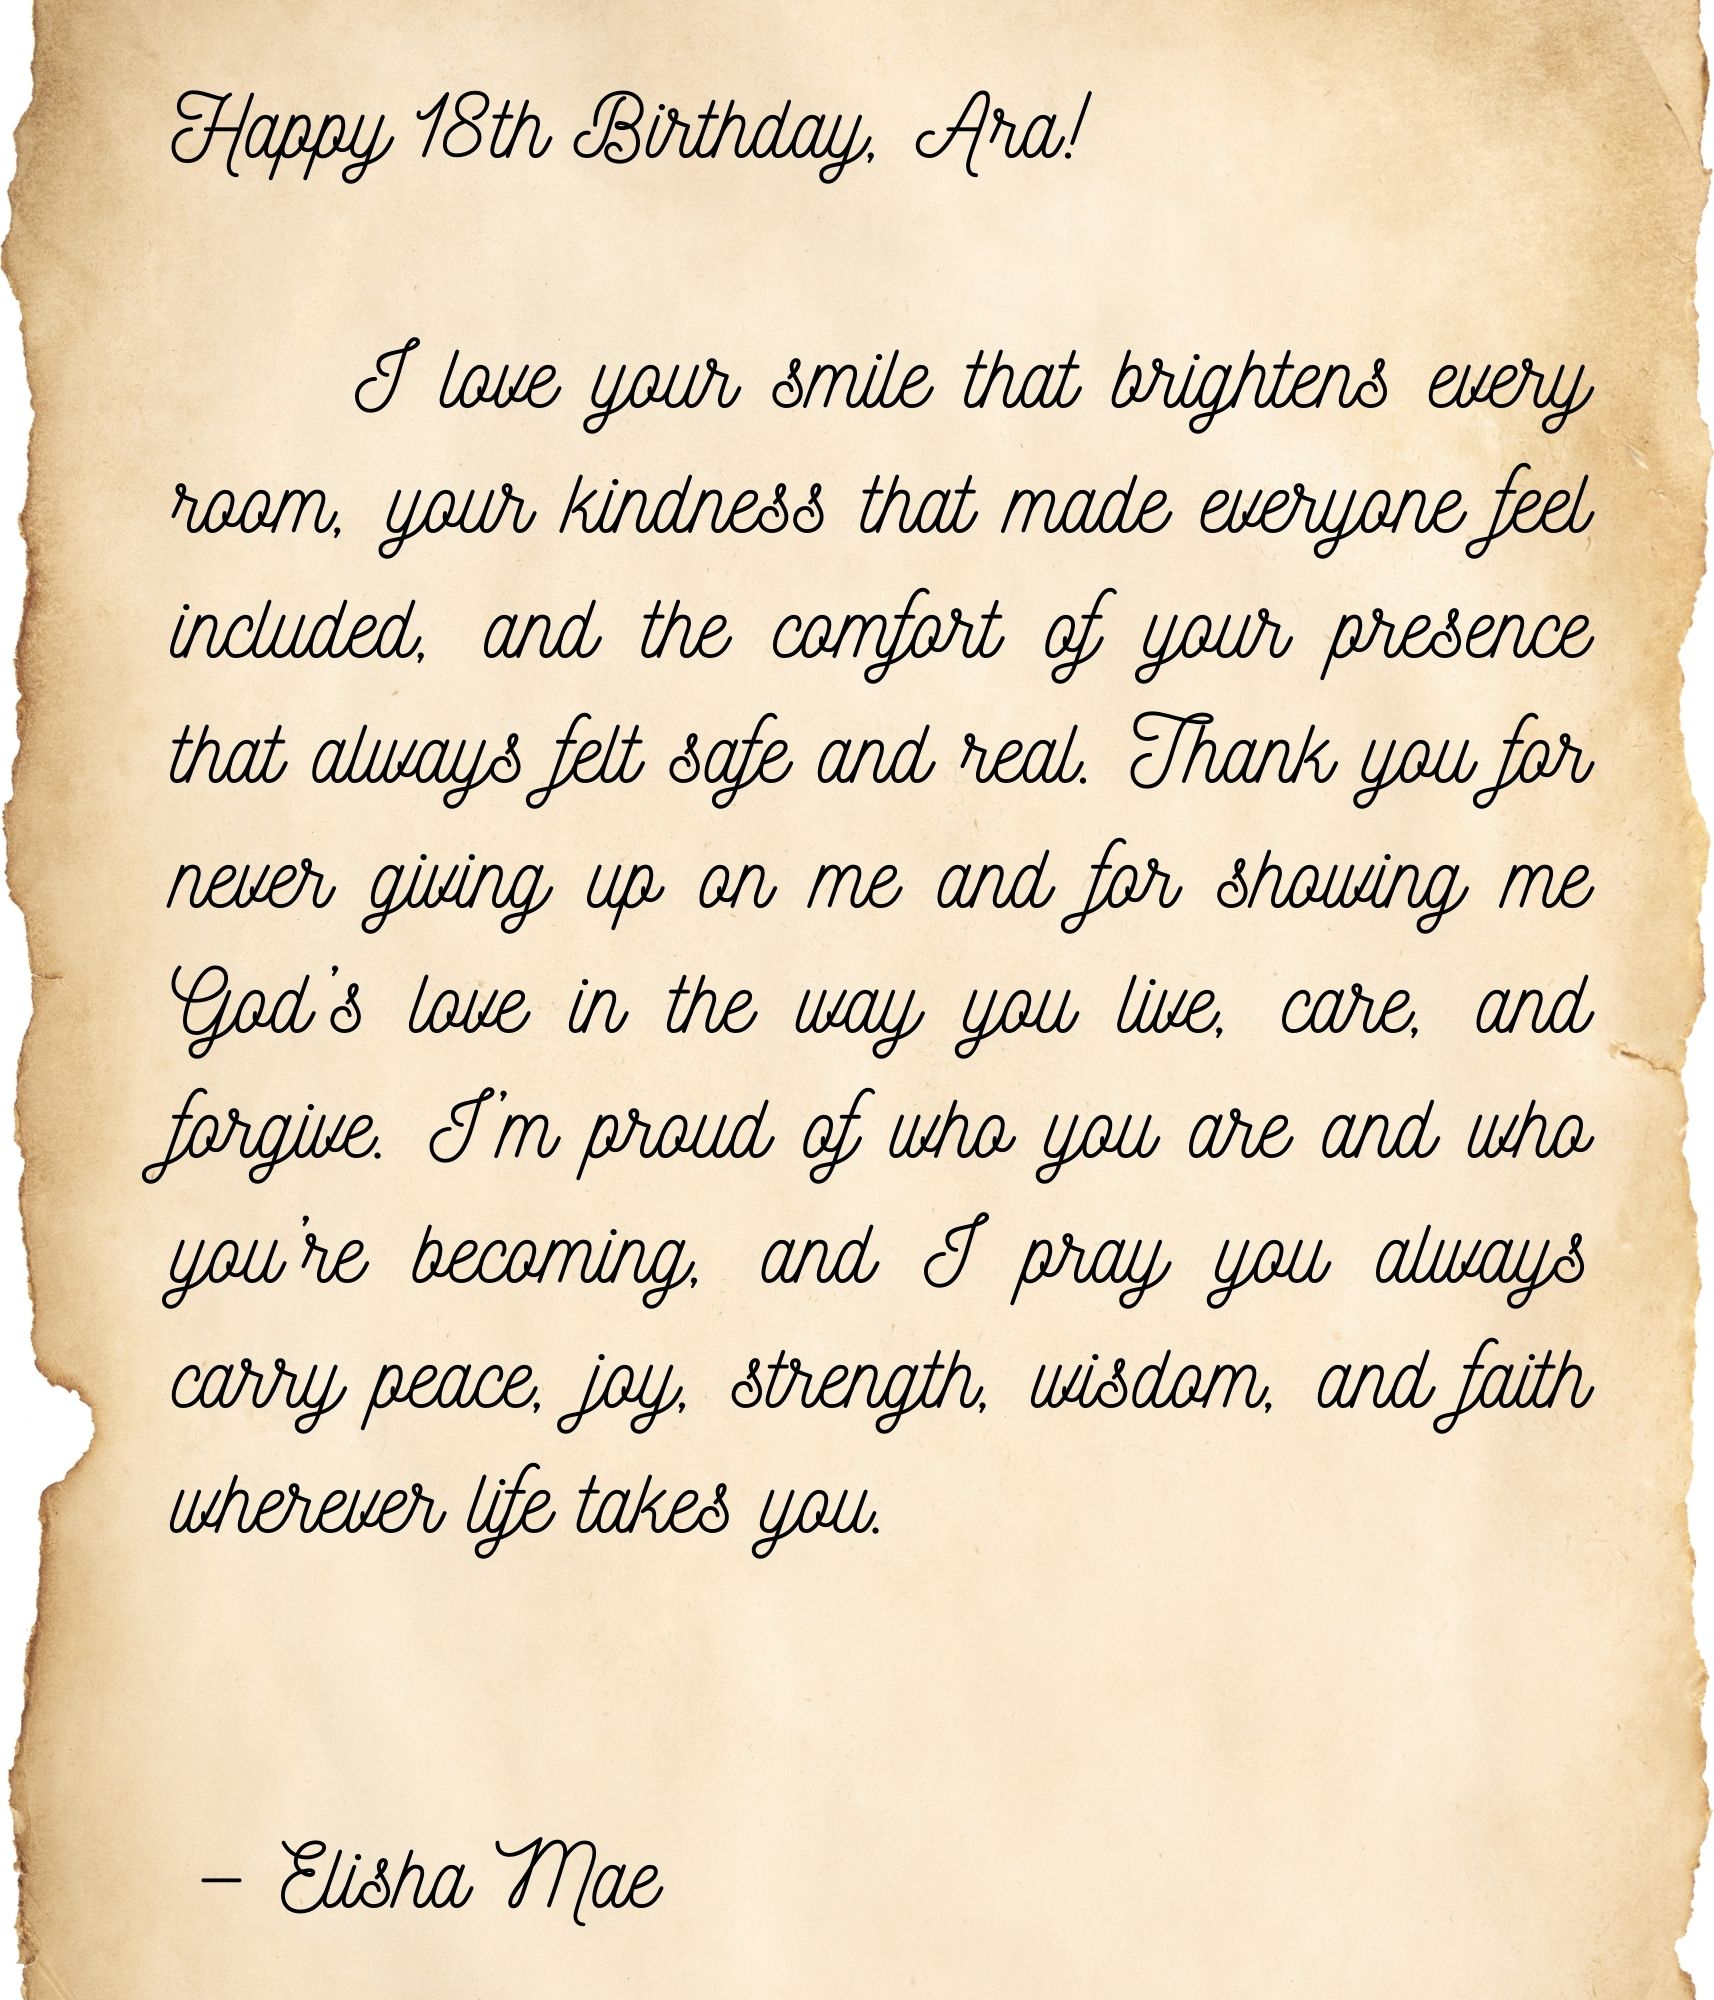 Happy 18th Birthday, Ara!
I love your smile that brightens every
room, your kindness that made everyone feel
included, and the comfort of your presence
that always felt safe and real. Thank you for
never giving up on me and for showing me
God's love in the way you live, care, and
forgive. I'm proud of who you are and who
you're becoming, and I pray you always
carry peace, joy, strength, wisdom, and faith
wherever life takes you.
– Elisha Mae